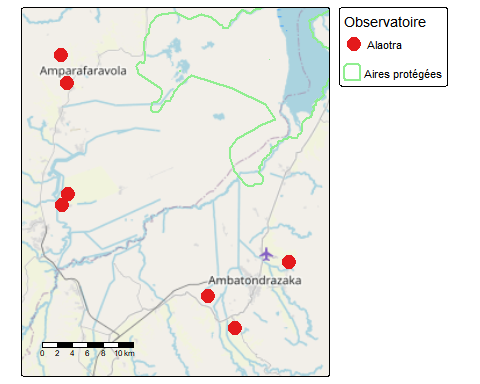 Observatoire
Alaotra
Aires protégées
Amparafaravola
Ambatondrazaka
0 2 4 6 8 10 km